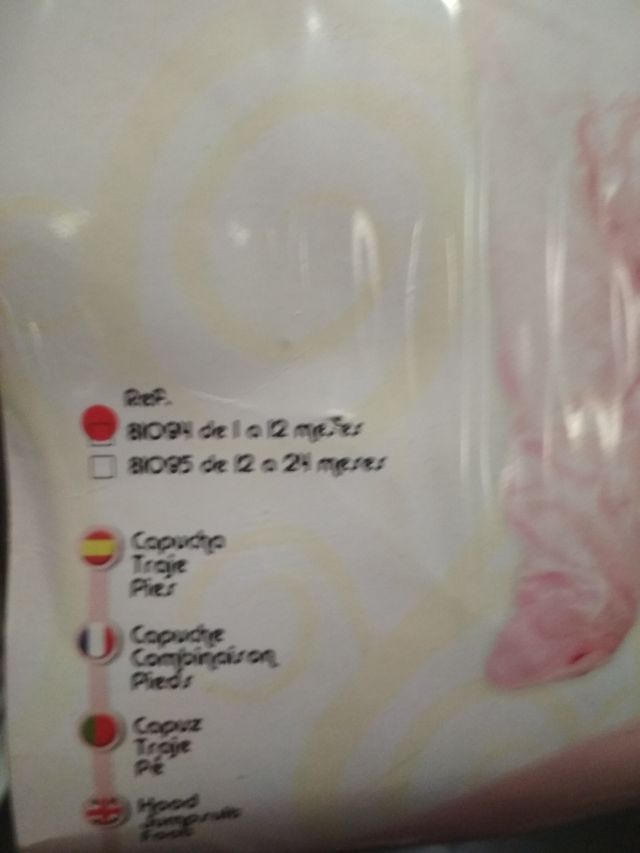 Ref.
81094 de 1 a 12 meses
81095 de 12 a 24 meses
Capucha
Traje
Pies
Capuche
Combinaison
Pieds
Capuz
Traje
Pé
Hood
Jumpsuit